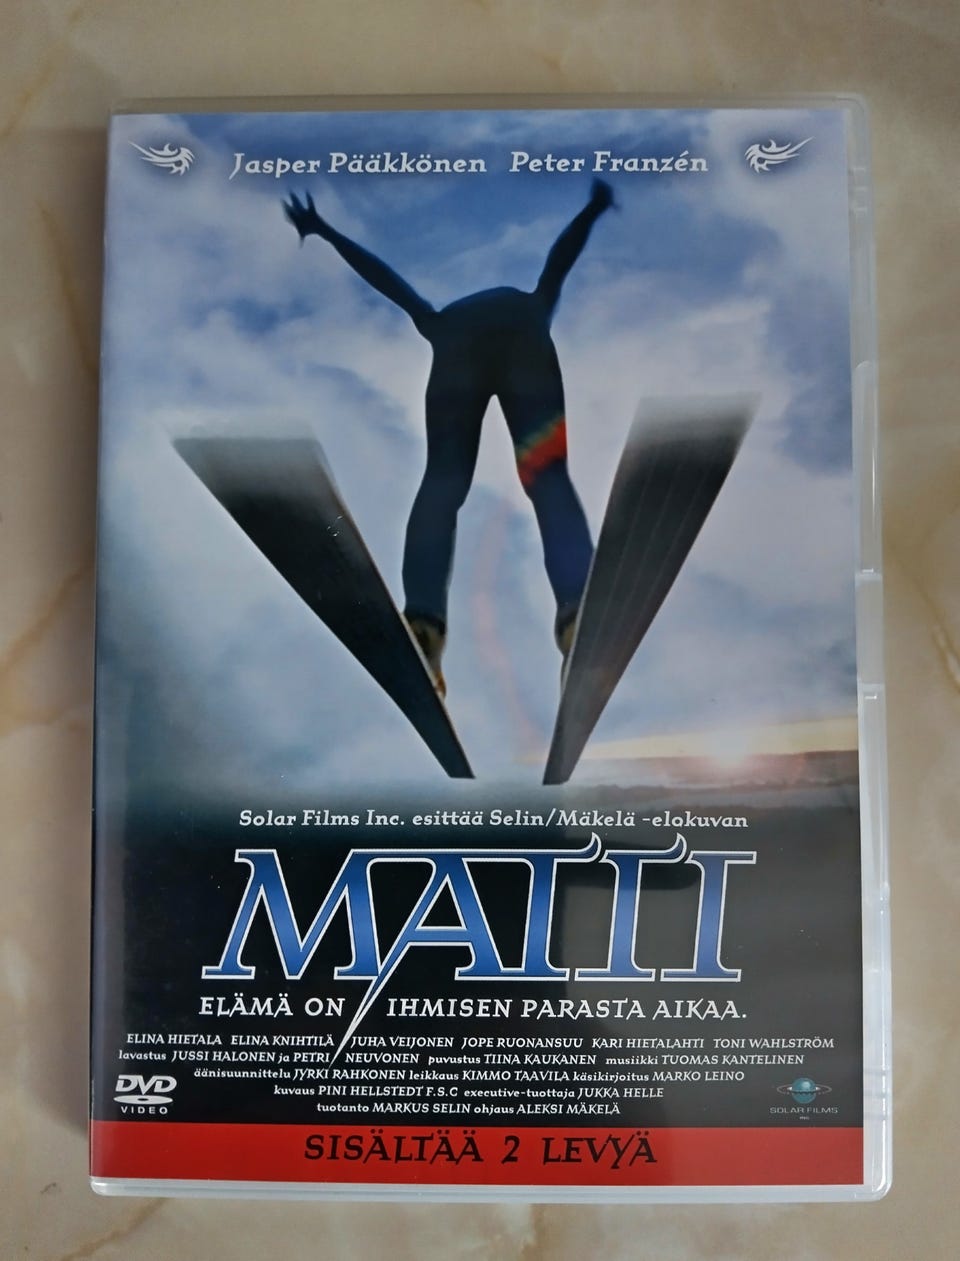 Jasper Pääkkönen Peter Franzén
Solar Films Inc. esittää Selin/Mäkelä -elokuvan
MATTI
ELÄMÄ ON IHMISEN PARASTA AIKAA.
ELINA HIETALA ELINA KNIHTILÄ JUHA VEIJONEN JOPE RUONANSUU KARI HIETALAHTI TONI WAHLSTRÖM
lavastus JUSSI HALONEN ja PETRI NEUVONEN puvustus TIINA KAUKANEN musiikki TUOMAS KANTELINEN
äänisuunnittelu JYRKI RAHKONEN leikkaus KIMMO TAAVILA käsikirjoitus MARKO LEINO
kuvaus PINI HELLSTEDT F.S.C executive-tuottaja JUKKA HELLE
tuotanto MARKUS SELIN ohjaus ALEKSI MÄKELÄ
DVD
VIDEO
SOLAR FILMS
INC.
SISÄLTÄÄ 2 LEVYÄ